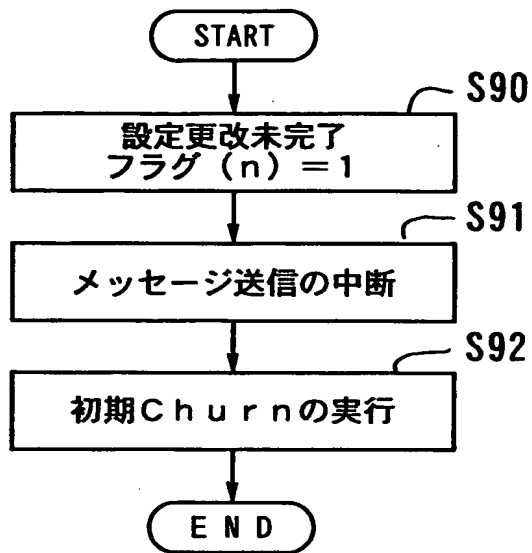 START
S90
設定更改未完了
フラグ（n）＝1
S91
メッセージ送信の中断
S92
初期Churnの実行
END